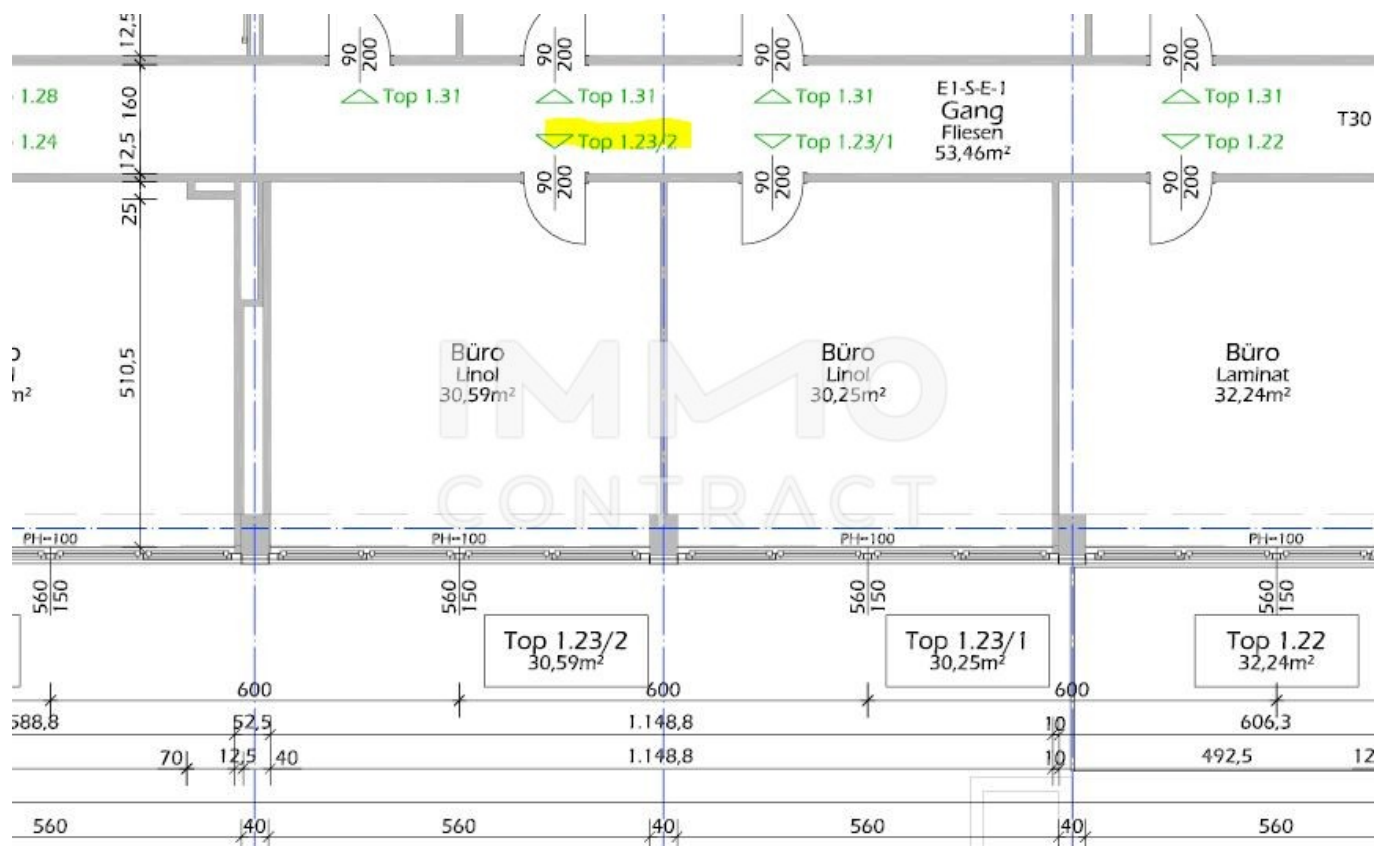 12,5
90
200
90
200
90
200
90
200
1.28
Top 1.31
Top 1.31
Top 1.31
E1-S-E-1
Gang
Fliesen
53,46m²
Top 1.31
T30
160
1.24
Top 1.23/2
Top 1.23/1
Top 1.22
12,5
90
200
90
200
90
200
25
510,5
m²
Büro
Linol
30,59m²
Büro
Linol
30,25m²
Büro
Laminat
32,24m²
IMMO
CONTRACT
PH=100
PH=100
PH=100
PH=100
560
150
560
150
560
150
560
150
Top 1.23/2
30,59m²
Top 1.23/1
30,25m²
Top 1.22
32,24m²
600
600
600
588,8
52,5
1.148,8
10
606,3
70
12,5
40
1.148,8
10
492,5
12
560
40
560
40
560
40
560